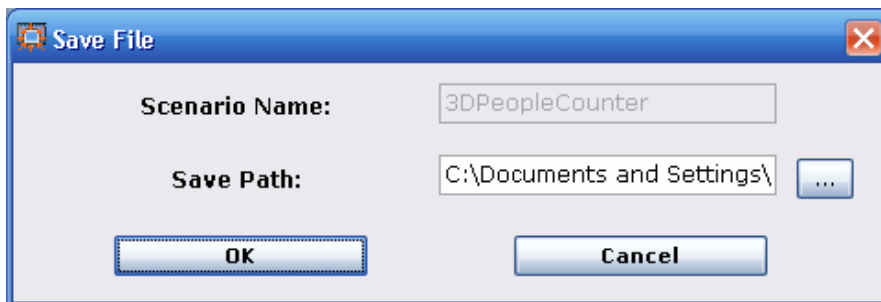 Save File
Scenario Name: 3DPeopleCounter
Save Path: C:\Documents and Settings\ ...
OK Cancel